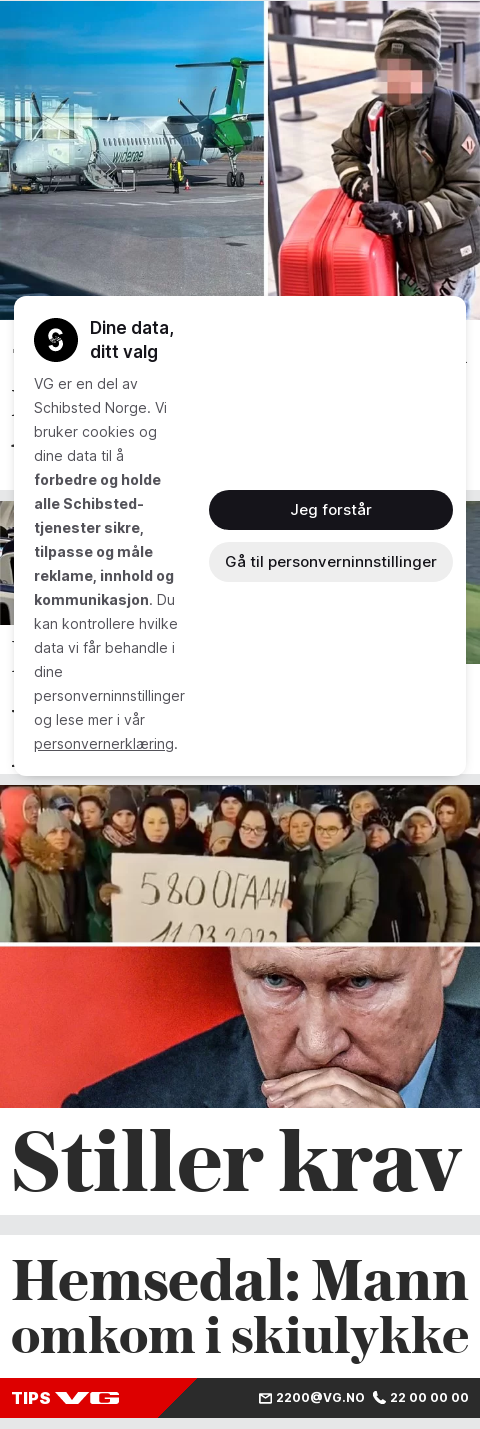 widerøe
Dine data,
ditt valg
VG er en del av
Schibsted Norge. Vi
bruker cookies og
dine data til å
forbedre og holde
alle Schibsted-
tjenester sikre,
tilpasse og måle
reklame, innhold og
kommunikasjon. Du
kan kontrollere hvilke
data vi får behandle i
dine
personverninnstillinger
og lese mer i vår
personvernerklæring.
Jeg forstår
Gå til personverninnstillinger
580 ОГАДН
11.03.2023
Stiller krav
Hemsedal: Mann
omkom i skiulykke
TIPS VG 2200@VG.NO 22 00 00 00